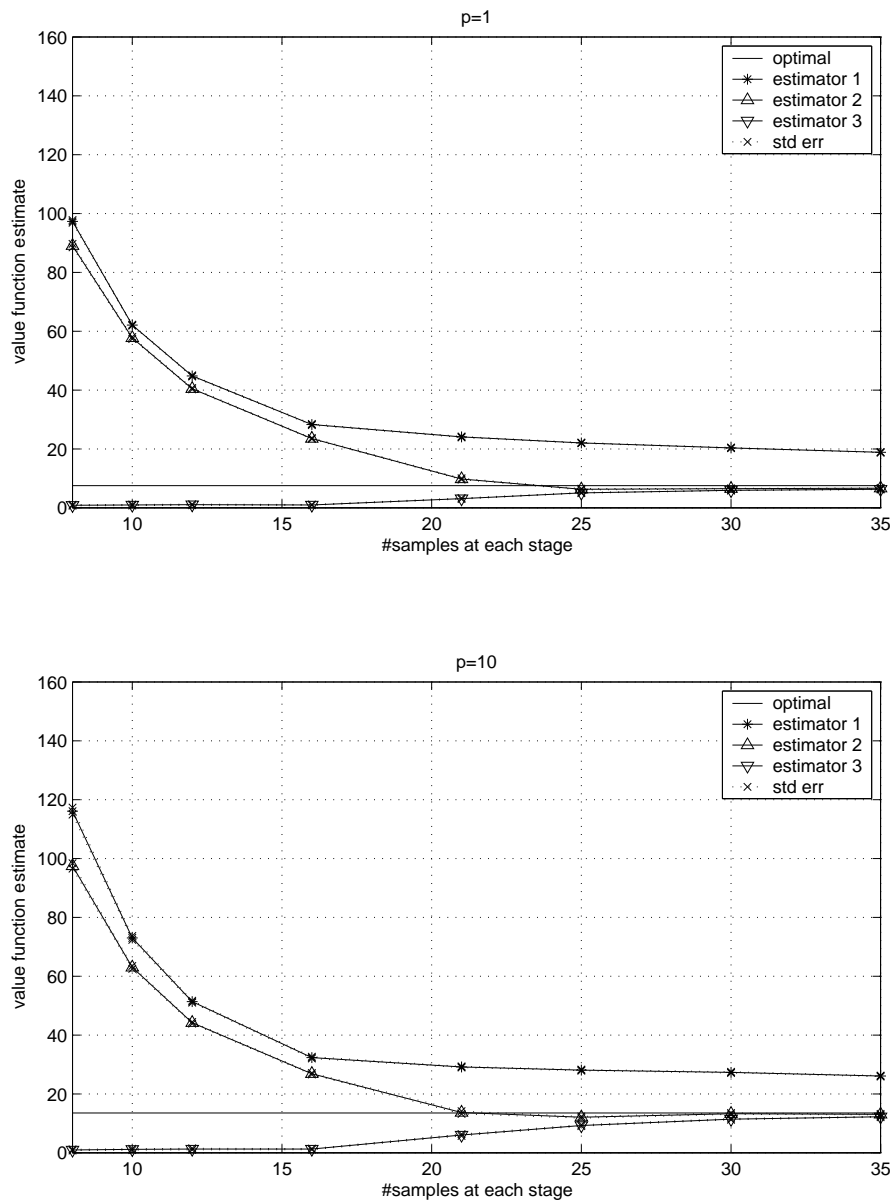 p=1
160
140
120
100
80
60
40
20
0
value function estimate
optimal
estimator 1
estimator 2
estimator 3
std err
10
15
20
25
30
35
#samples at each stage
p=10
160
140
120
100
80
60
40
20
0
value function estimate
optimal
estimator 1
estimator 2
estimator 3
std err
10
15
20
25
30
35
#samples at each stage